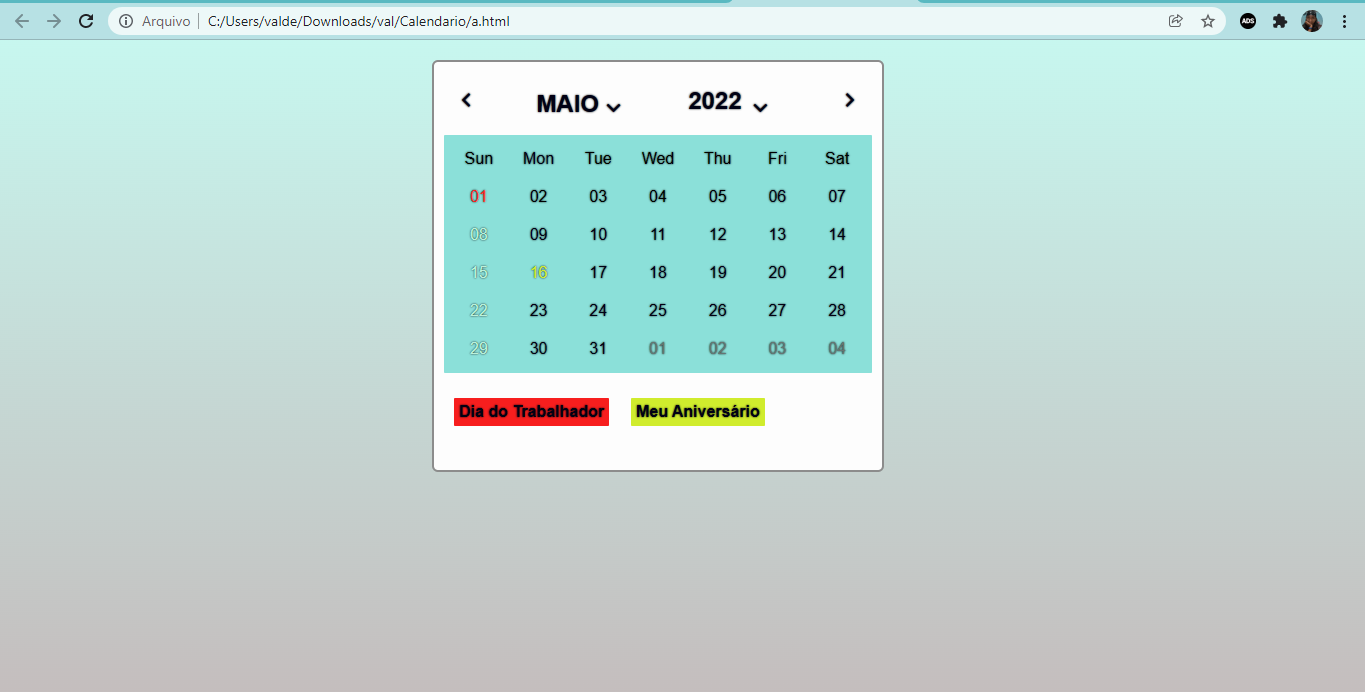 Arquivo C:/Users/valde/Downloads/val/Calendario/a.html
ADS
MAIO 2022
Sun Mon Tue Wed Thu Fri Sat
01 02 03 04 05 06 07
08 09 10 11 12 13 14
15 16 17 18 19 20 21
22 23 24 25 26 27 28
29 30 31 01 02 03 04
Dia do Trabalhador Meu Aniversário